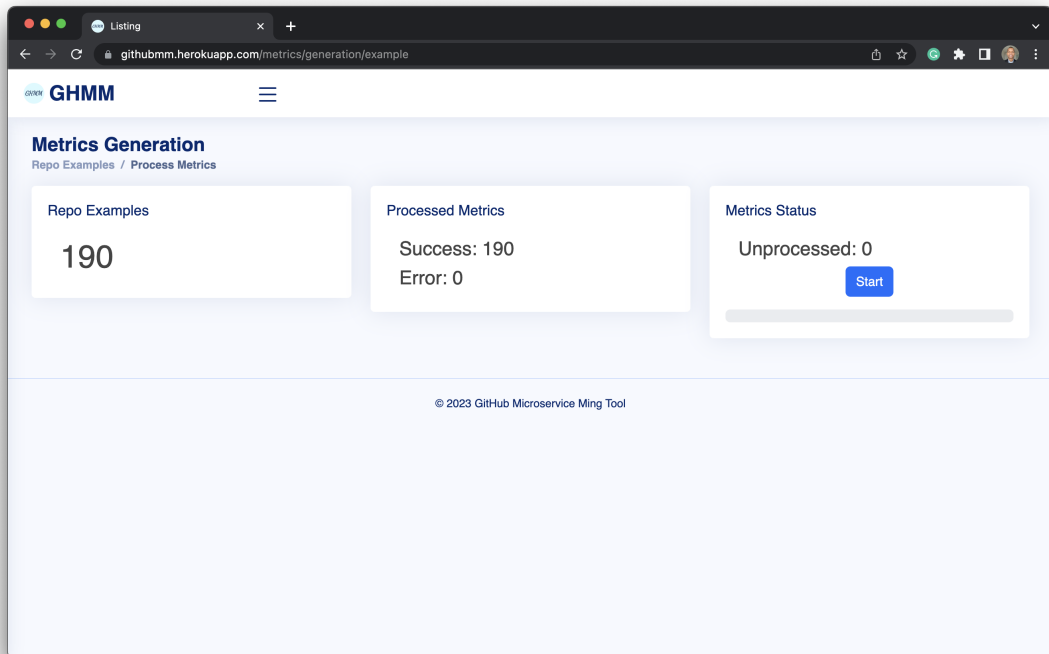 Listing
githubmm.herokuapp.com/metrics/generation/example
GHMM GHMM
Metrics Generation
Repo Examples / Process Metrics
Repo Examples
190
Processed Metrics
Success: 190
Error: 0
Metrics Status
Unprocessed: 0
Start
© 2023 GitHub Microservice Ming Tool